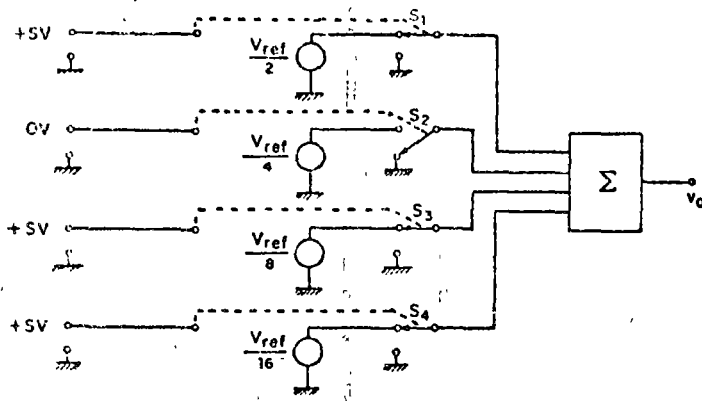 +5V
S1
Vref
2
0V
S2
Vref
4
+5V
S3
Vref
8
Σ
vo
+5V
S4
Vref
16